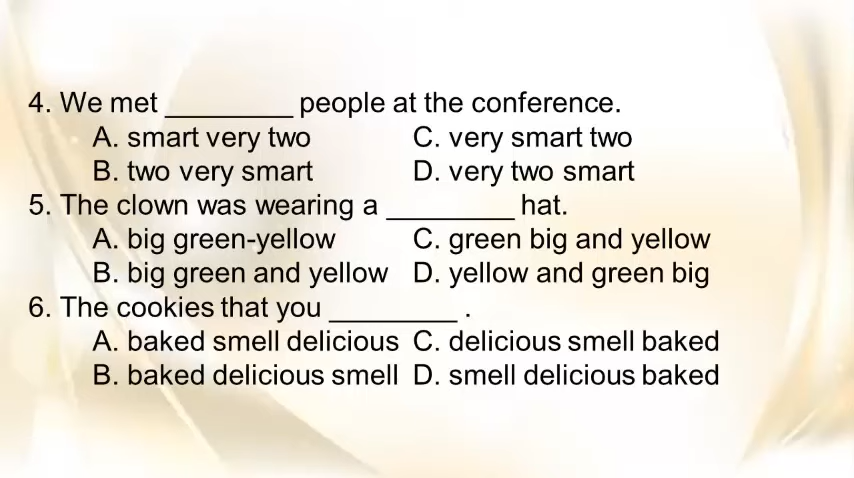 4. We met ________ people at the conference.
A. smart very two C. very smart two
B. two very smart D. very two smart
5. The clown was wearing a ________ hat.
A. big green-yellow C. green big and yellow
B. big green and yellow D. yellow and green big
6. The cookies that you ________ .
A. baked smell delicious C. delicious smell baked
B. baked delicious smell D. smell delicious baked